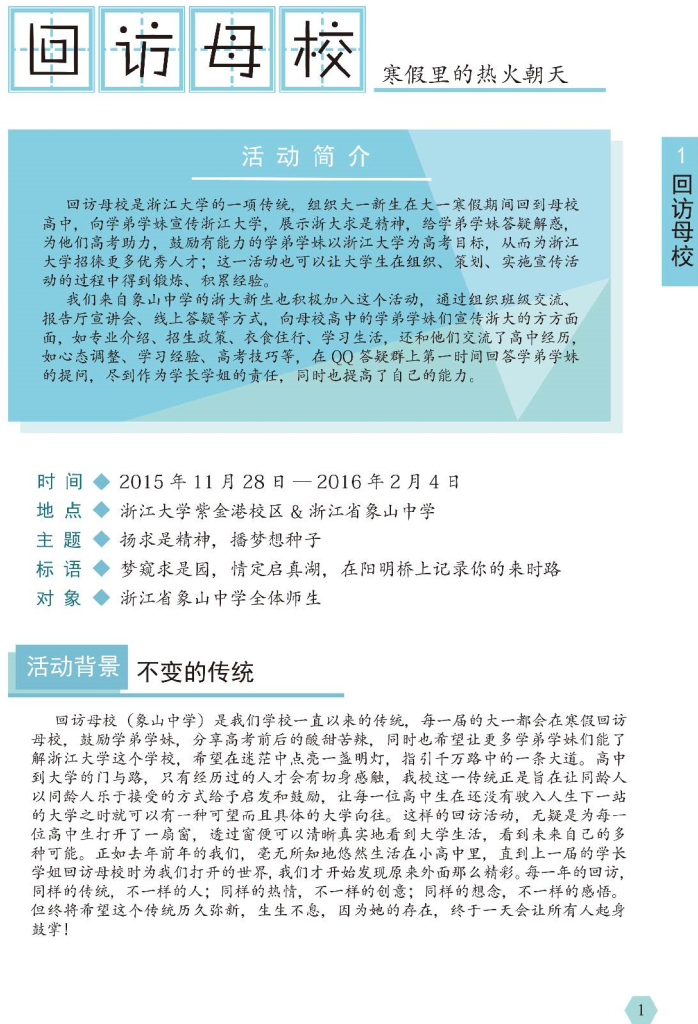 回访母校
寒假里的热火朝天
1
回访母校
活动简介
回访母校是浙江大学的一项传统，组织大一新生在大一寒假期间回到母校
高中，向学弟学妹宣传浙江大学，展示浙大求是精神，给学弟学妹答疑解惑，
为他们高考助力，鼓励有能力的学弟学妹以浙江大学为高考目标，从而为浙江
大学招徕更多优秀人才；这一活动也可以让大学生在组织、策划、实施宣传活
动的过程中得到锻炼、积累经验。
我们来自象山中学的浙大新生也积极加入这个活动，通过组织班级交流、
报告厅宣讲会、线上答疑等方式，向母校高中的学弟学妹们宣传浙大的方方面
面，如专业介绍、招生政策、衣食住行、学习生活，还和他们交流了高中经历，
如心态调整、学习经验、高考技巧等，在 QQ 答疑群上第一时间回答学弟学妹
的提问，尽到作为学长学姐的责任，同时也提高了自己的能力。
时间◆2015 年 11 月 28 日 — 2016 年 2 月 4 日
地点◆浙江大学紫金港校区 & 浙江省象山中学
主题◆扬求是精神，播梦想种子
标语◆梦窥求是园，情定启真湖，在阳明桥上记录你的来时路
对象◆浙江省象山中学全体师生
活动背景 不变的传统
回访母校（象山中学）是我们学校一直以来的传统，每一届的大一都会在寒假回访
母校，鼓励学弟学妹，分享高考前后的酸甜苦辣，同时也希望让更多学弟学妹们能了
解浙江大学这个学校，希望在迷茫中点亮一盏明灯，指引千万路中的一条大道。高中
到大学的门与路，只有经历过的人才会有切身感触，我校这一传统正是旨在让同龄人
以同龄人乐于接受的方式给予启发和鼓励，让每一位高中生在还没有驶入人生下一站
的大学之时就可以有一种可望而且具体的大学向往。这样的回访活动，无疑是为每一
位高中生打开了一扇窗，透过窗便可以清晰真实地看到大学生活，看到未来自己的多
种可能。正如去年前年的我们，毫无所知地悠然生活在小高中里，直到上一届的学长
学姐回访母校时为我们打开的世界，我们才开始发现原来外面那么精彩。每一年的回访，
同样的传统，不一样的人；同样的热情，不一样的创意；同样的想念，不一样的感悟。
但终将希望这个传统历久弥新，生生不息，因为她的存在，终于一天会让所有人起身
鼓掌！
1